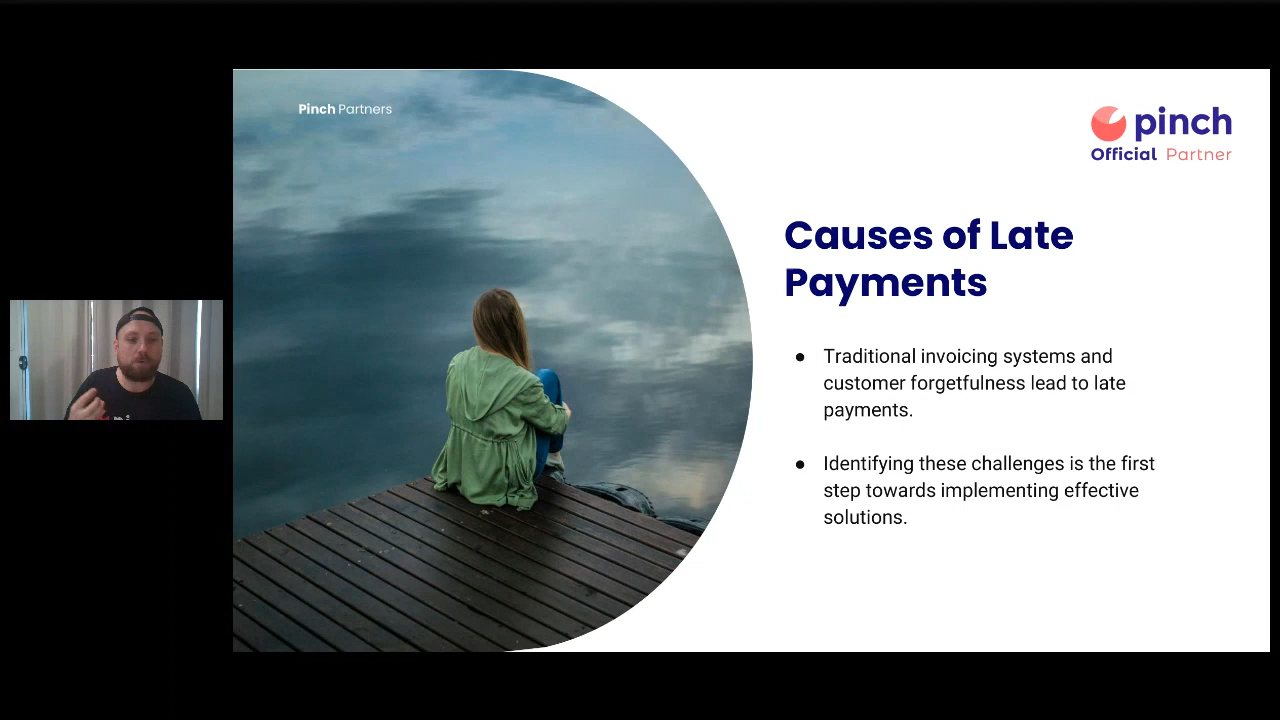 Pinch Partners
pinch
Official Partner
Causes of Late
Payments
● Traditional invoicing systems and
customer forgetfulness lead to late
payments.
● Identifying these challenges is the first
step towards implementing effective
solutions.